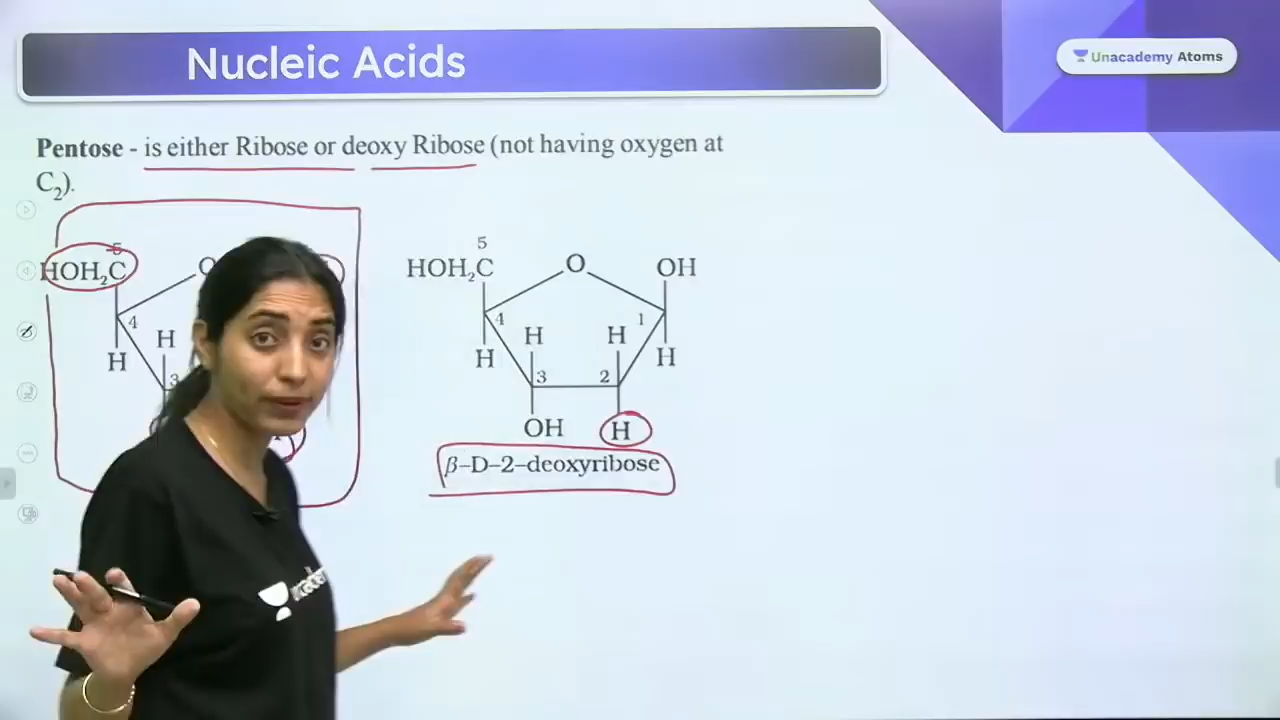 Nucleic Acids
Unacademy Atoms
Pentose - is either Ribose or deoxy Ribose (not having oxygen at
C₂).
5
HOH₂C
O
4
H
H
3
5
HOH₂C
O
OH
4
H
H
1
H
H
3
2
OH
H
β–D–2–deoxyribose